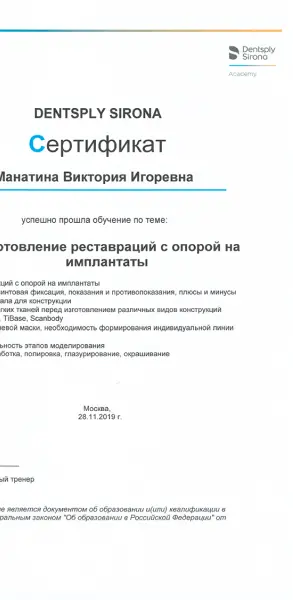 Dentsply
Sirona
Academy
DENTSPLY SIRONA
Сертификат
Манатина Виктория Игоревна
успешно прошла обучение по теме:
отовление реставраций с опорой на
имплантаты
ций с опорой на имплантаты
интовая фиксация, показания и противопоказания, плюсы и минусы
ала для конструкции
гких тканей перед изготовлением различных видов конструкций
, TiBase, Scanbody
евой маски, необходимость формирования индивидуальной линии
ьность этапов моделирования
ботка, полировка, глазурирование, окрашивание
Москва,
28.11.2019 г.
ый тренер
не является документом об образовании и(или) квалификации в
ральным законом "Об образовании в Российской Федерации" от